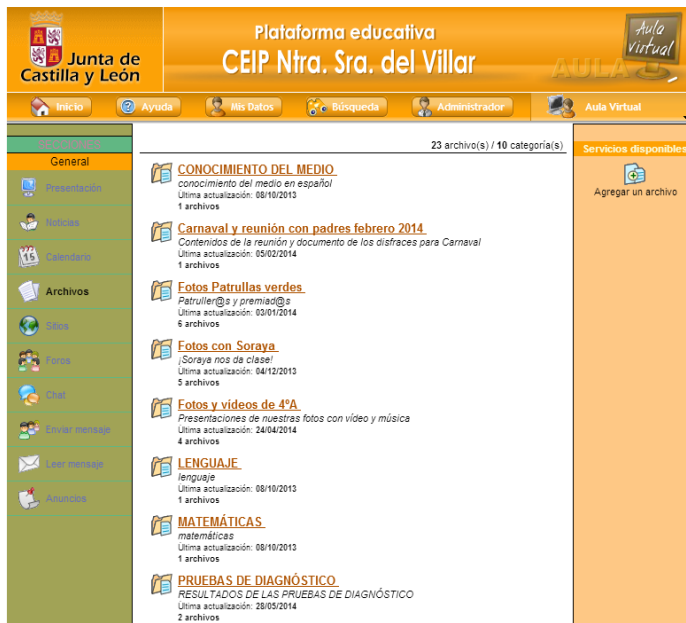 Junta de
Castilla y León
Plataforma educativa
CEIP Ntra. Sra. del Villar
Aula
Virtual
AULA
Inicio
Ayuda
Mis Datos
Búsqueda
Administrador
Aula Virtual
General
Presentación
Noticias
15
Calendario
Archivos
Sitios
Foros
Chat
Enviar mensaje
Leer mensaje
Anuncios
23 archivo(s) / 10 categoría(s)
CONOCIMIENTO DEL MEDIO
conocimiento del medio en español
Última actualización: 08/10/2013
1 archivos
Carnaval y reunión con padres febrero 2014
Contenidos de la reunión y documento de los disfraces para Carnaval
Última actualización: 05/02/2014
1 archivos
Fotos Patrullas verdes
Patruller@s y premiad@s
Última actualización: 03/01/2014
6 archivos
Fotos con Soraya
¡Soraya nos da clase!
Última actualización: 04/12/2013
5 archivos
Fotos y vídeos de 4ºA
Presentaciones de nuestras fotos con vídeo y música
Última actualización: 24/04/2014
4 archivos
LENGUAJE
lenguaje
Última actualización: 08/10/2013
1 archivos
MATEMÁTICAS
matemáticas
Última actualización: 08/10/2013
1 archivos
PRUEBAS DE DIAGNÓSTICO
RESULTADOS DE LAS PRUEBAS DE DIAGNÓSTICO
Última actualización: 28/05/2014
2 archivos
Servicios disponibles
Agregar un archivo